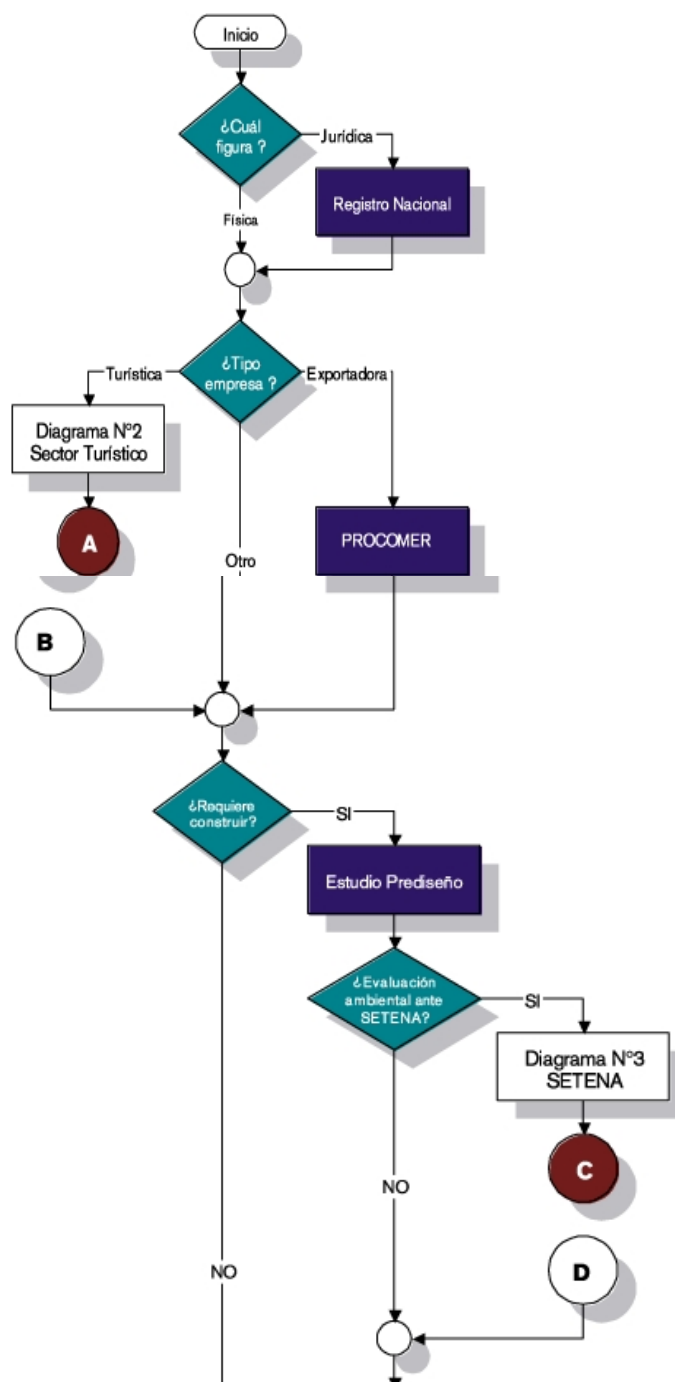 Inicio
¿Cuál
figura ?
Jurídica
Registro Nacional
Física
¿Tipo
empresa ?
Turística
Exportadora
Diagrama N°2
Sector Turístico
A
PROCOMER
Otro
B
¿Requiere
construir?
SI
Estudio Prediseño
¿Evaluación
ambiental ante
SETENA?
SI
Diagrama N°3
SETENA
C
NO
D
NO